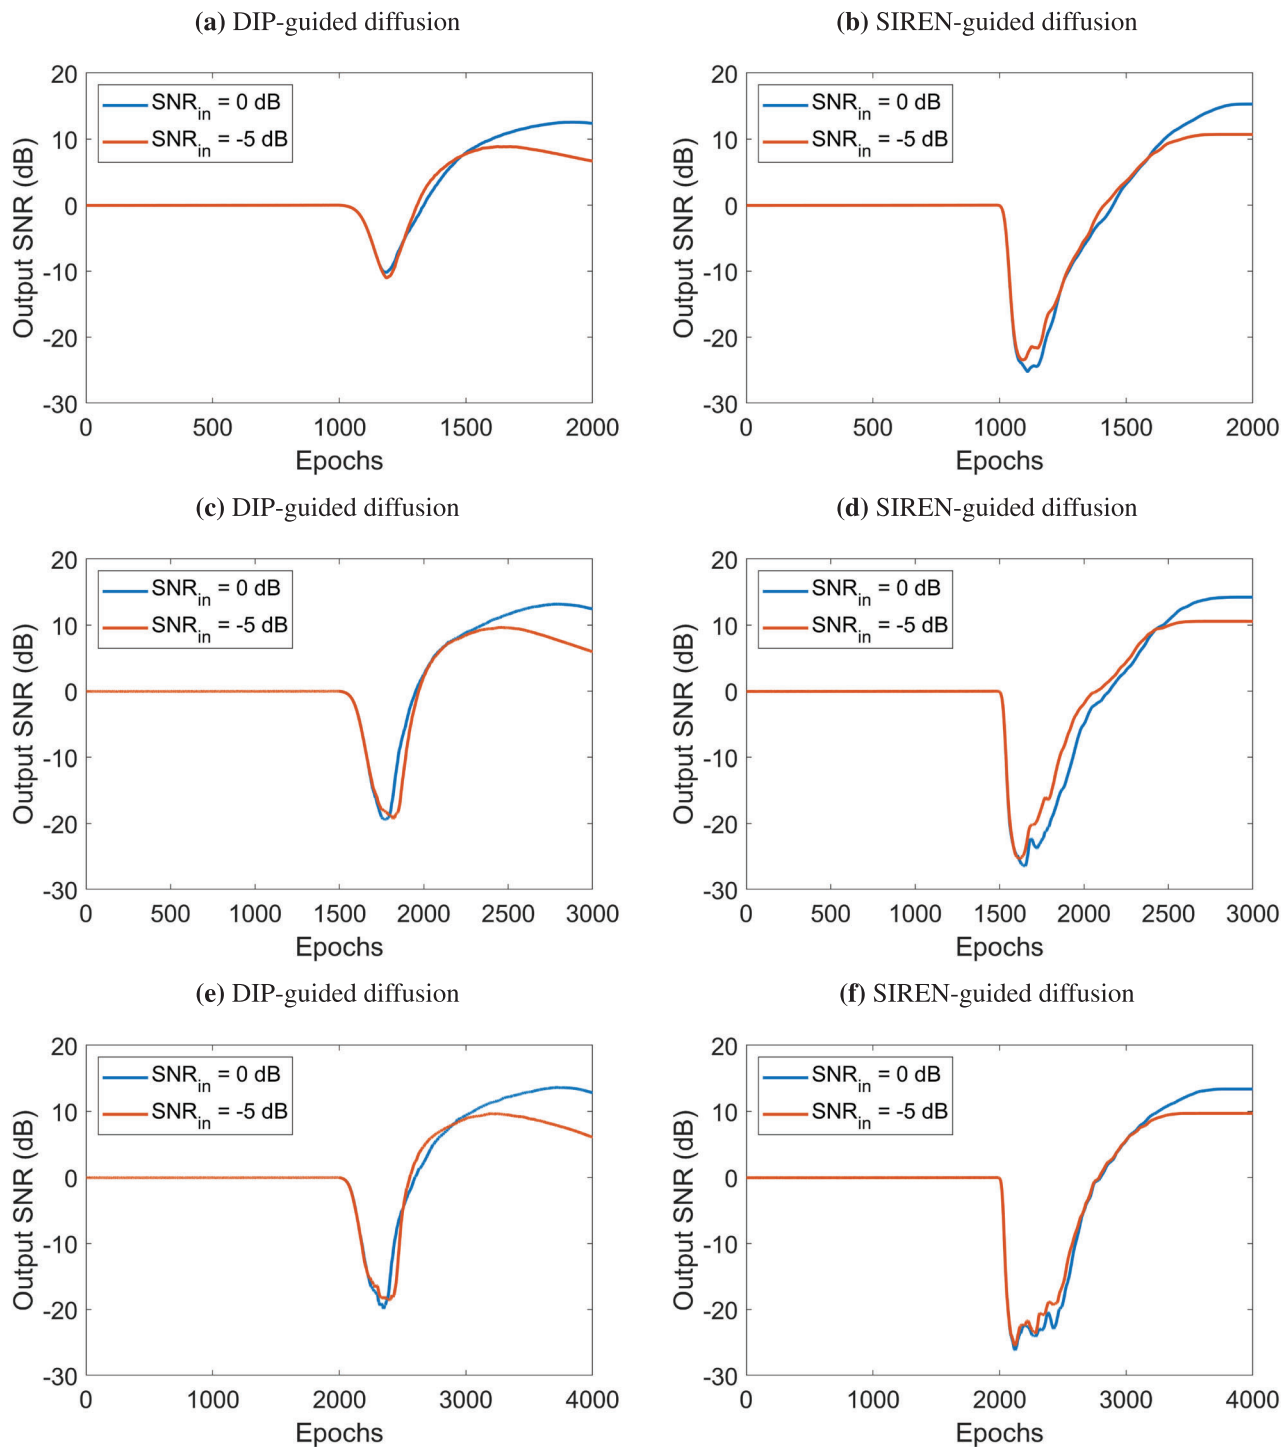 (a) DIP-guided diffusion
20
10
0
-10
-20
-30
Output SNR (dB)
SNRin = 0 dB
SNRin = -5 dB
0 500 1000 1500 2000
Epochs
(b) SIREN-guided diffusion
20
10
0
-10
-20
-30
Output SNR (dB)
SNRin = 0 dB
SNRin = -5 dB
0 500 1000 1500 2000
Epochs
(c) DIP-guided diffusion
20
10
0
-10
-20
-30
Output SNR (dB)
SNRin = 0 dB
SNRin = -5 dB
0 500 1000 1500 2000 2500 3000
Epochs
(d) SIREN-guided diffusion
20
10
0
-10
-20
-30
Output SNR (dB)
SNRin = 0 dB
SNRin = -5 dB
0 500 1000 1500 2000 2500 3000
Epochs
(e) DIP-guided diffusion
20
10
0
-10
-20
-30
Output SNR (dB)
SNRin = 0 dB
SNRin = -5 dB
0 1000 2000 3000 4000
Epochs
(f) SIREN-guided diffusion
20
10
0
-10
-20
-30
Output SNR (dB)
SNRin = 0 dB
SNRin = -5 dB
0 1000 2000 3000 4000
Epochs